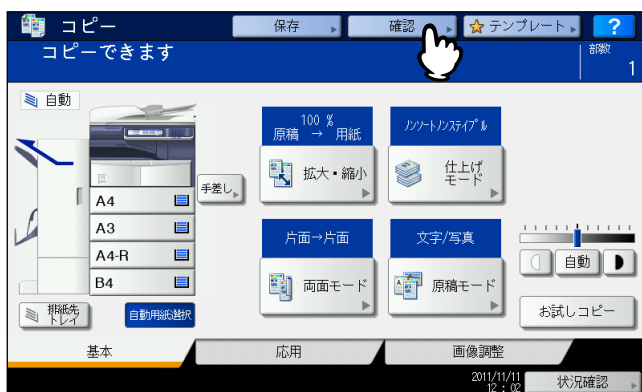 コピー
保存
確認
テンプレート
?
コピーできます
部数
1
自動
100 %
原稿 → 用紙
拡大・縮小
ノンソート/ノンステイプル
仕上げ
モード
手差し
A4
A3
A4-R
B4
片面→片面
両面モード
文字/写真
原稿モード
自動
排紙先
トレイ
自動用紙選択
お試しコピー
基本
応用
画像調整
2011/11/11
12 : 02
状況確認